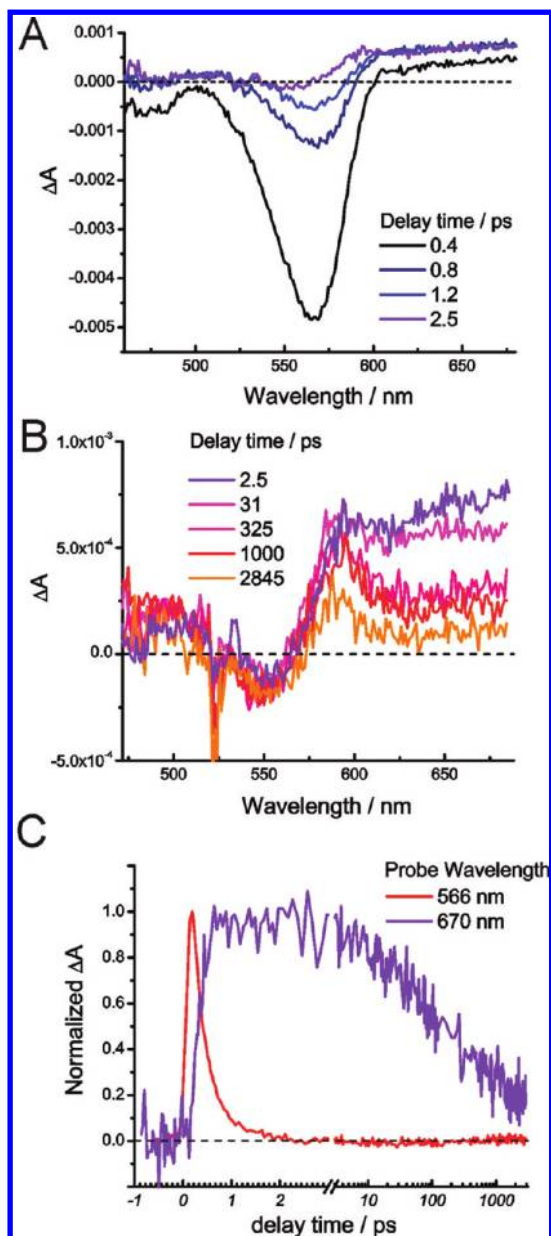 A
0.001
0.000
-0.001
-0.002
-0.003
-0.004
-0.005
ΔA
Delay time / ps
0.4
0.8
1.2
2.5
500
550
600
650
Wavelength / nm
B
1.0x10⁻³
5.0x10⁻⁴
0.0
-5.0x10⁻⁴
ΔA
Delay time / ps
2.5
31
325
1000
2845
500
550
600
650
Wavelength / nm
C
1.0
0.8
0.6
0.4
0.2
0.0
Normalized ΔA
Probe Wavelength
566 nm
670 nm
-1
0
1
2
10
100
1000
delay time / ps